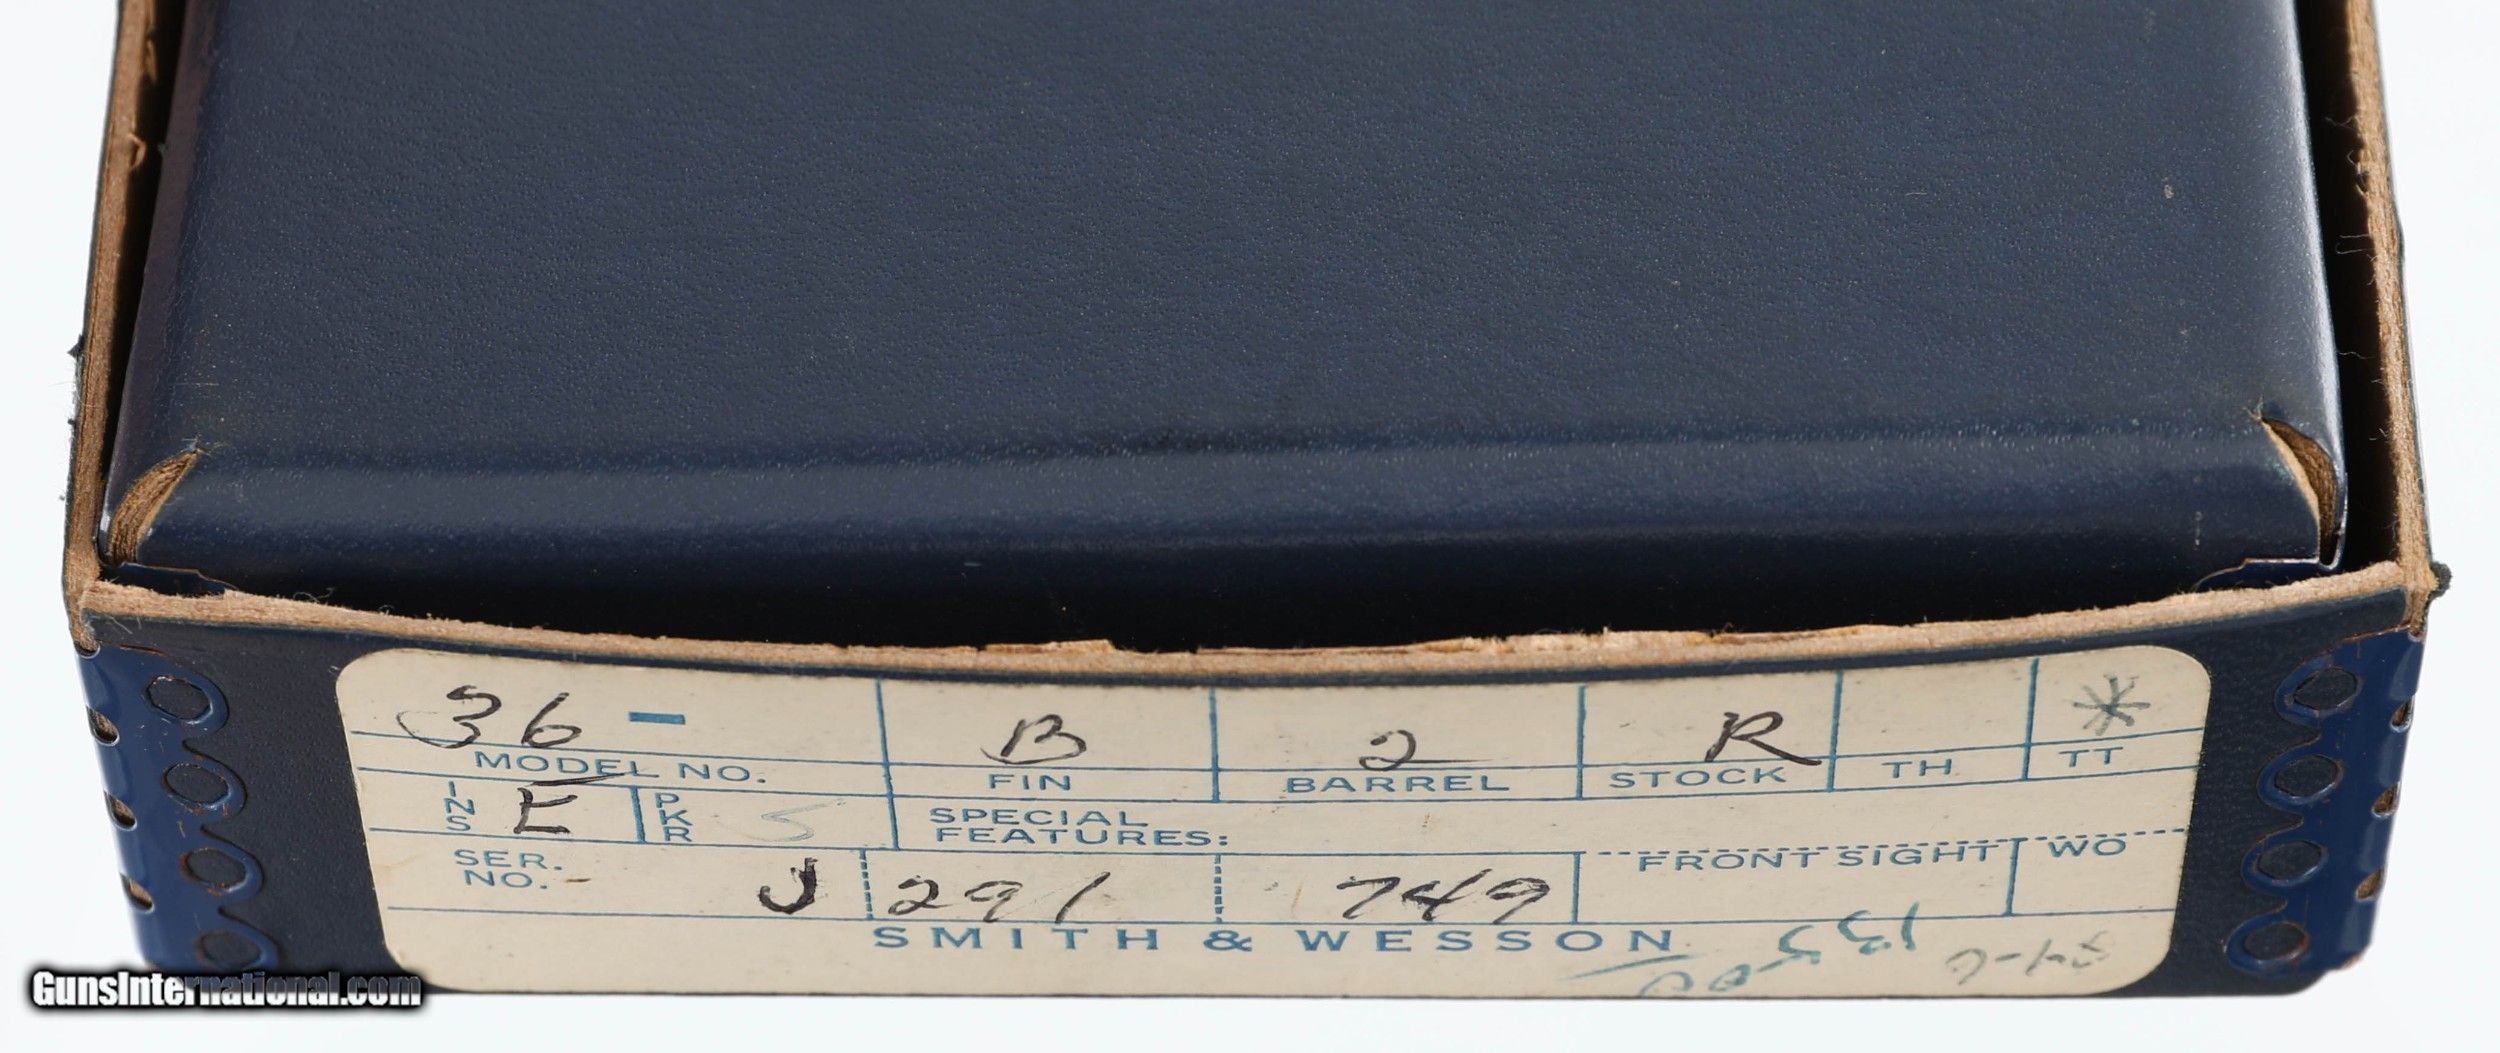 36 - B 2 R *
MODEL NO. FIN BARREL STOCK TH TT
INS E PKR S SPECIAL FEATURES:
SER. NO. - J 291 749 FRONT SIGHT WO
SMITH & WESSON
GunsInternational.com